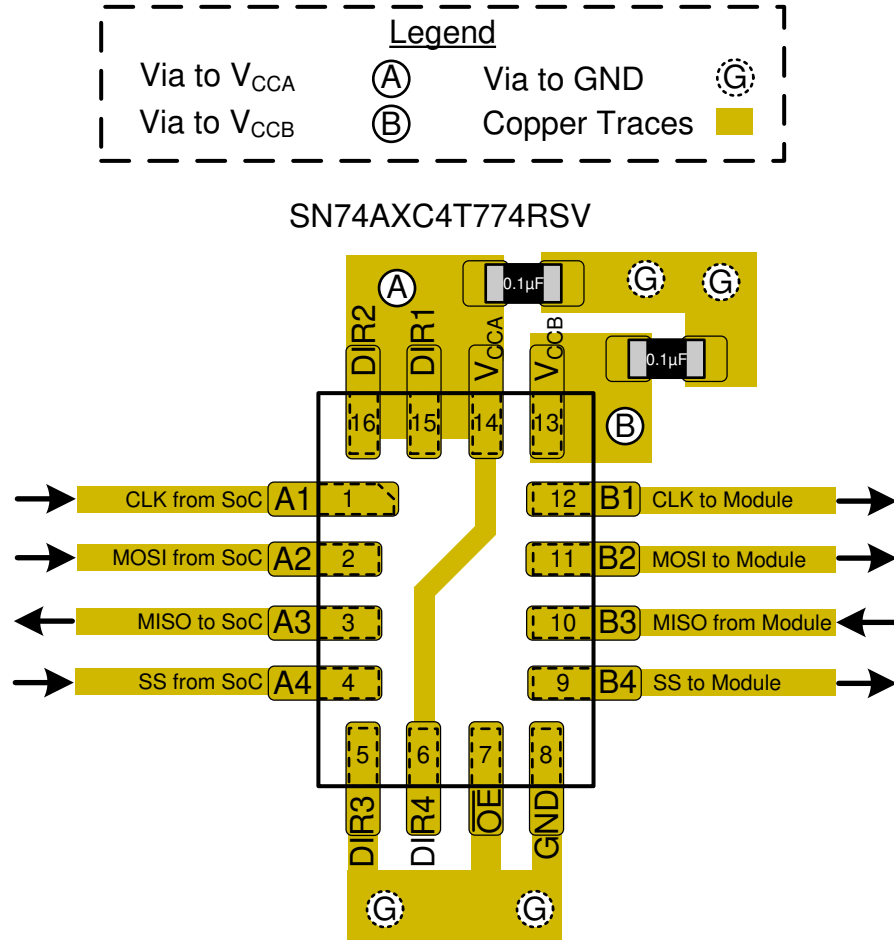 Legend
Via to VCCA A Via to GND G
Via to VCCB B Copper Traces
SN74AXC4T774RSV
A 0.1µF G G
DIR2 DIR1 VCCA VCCB 0.1µF
16 15 14 13 B
CLK from SoC A1 1 12 B1 CLK to Module
MOSI from SoC A2 2 11 B2 MOSI to Module
MISO to SoC A3 3 10 B3 MISO from Module
SS from SoC A4 4 9 B4 SS to Module
5 6 7 8
DIR3 DIR4 OE GND
G G